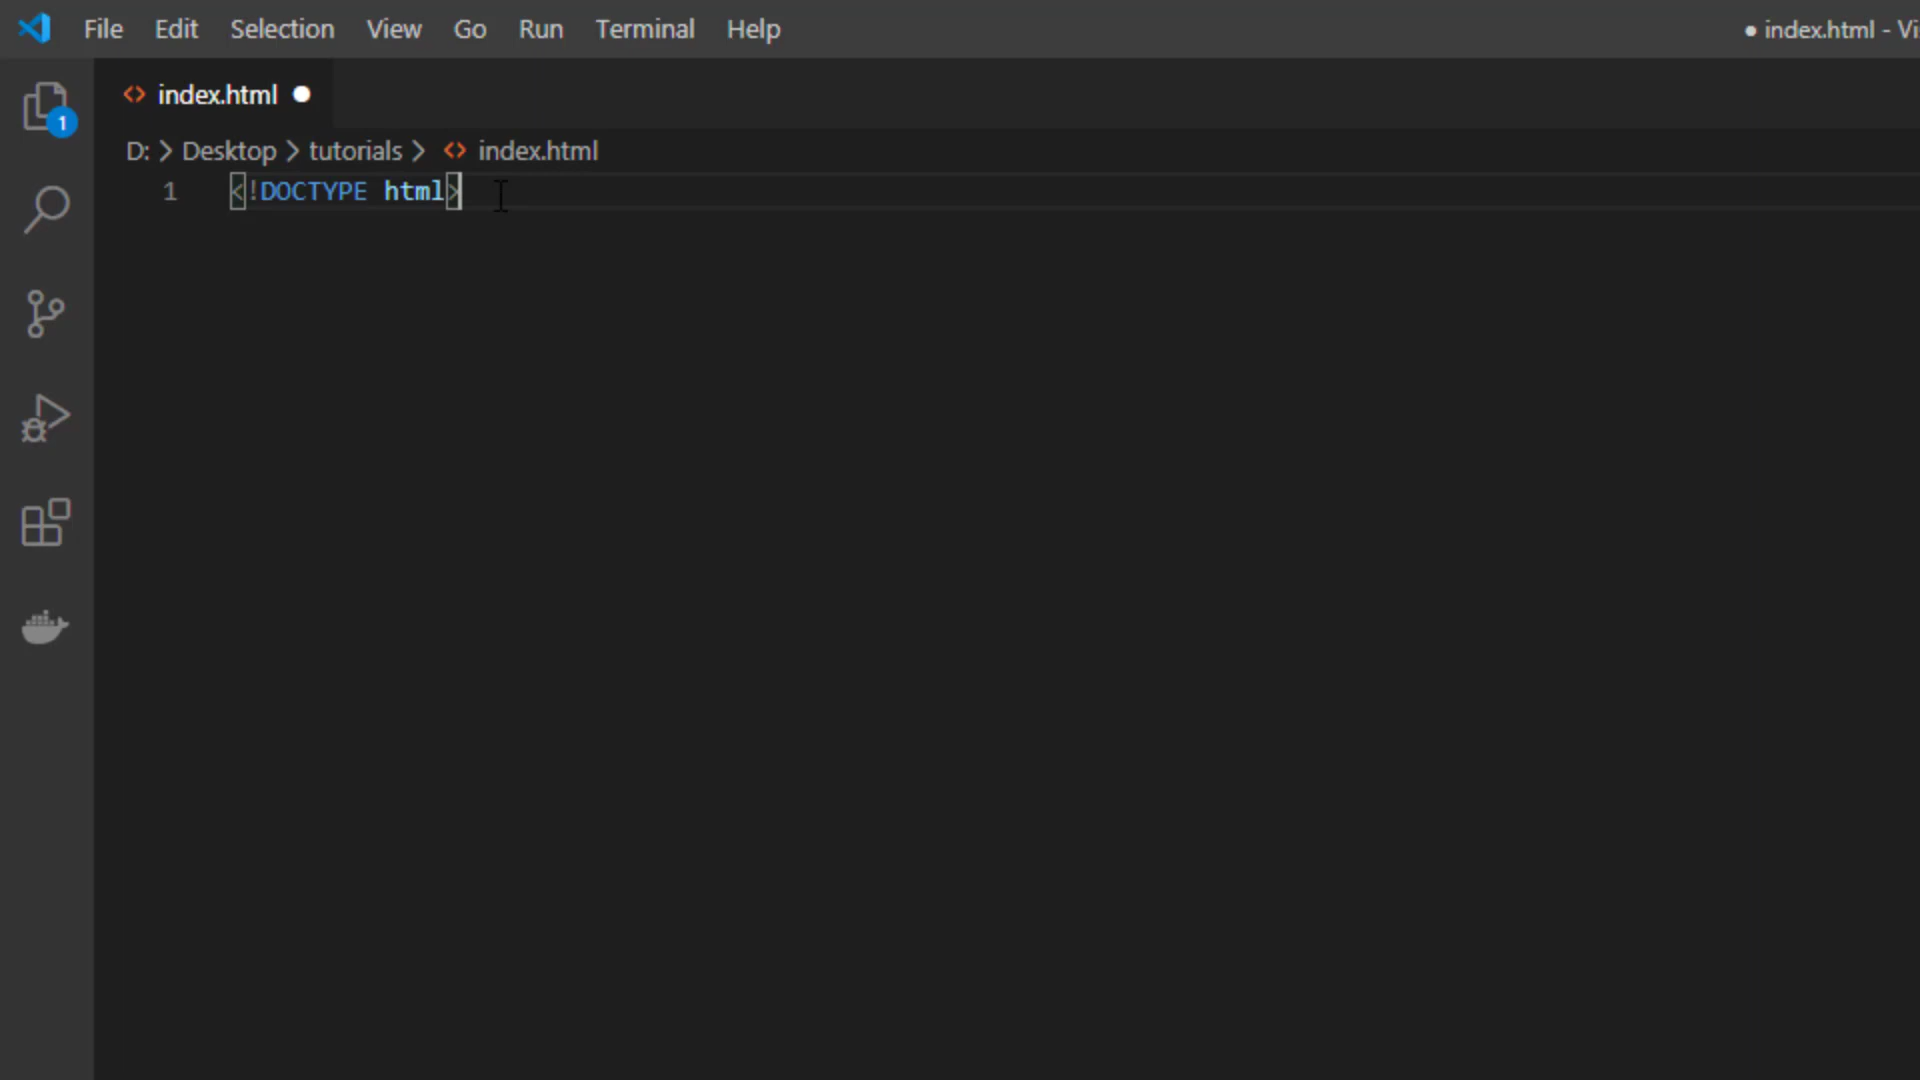 File Edit Selection View Go Run Terminal Help
● index.html - Vi
index.html ●
1
D: > Desktop > tutorials > <> index.html
1 <!DOCTYPE html>